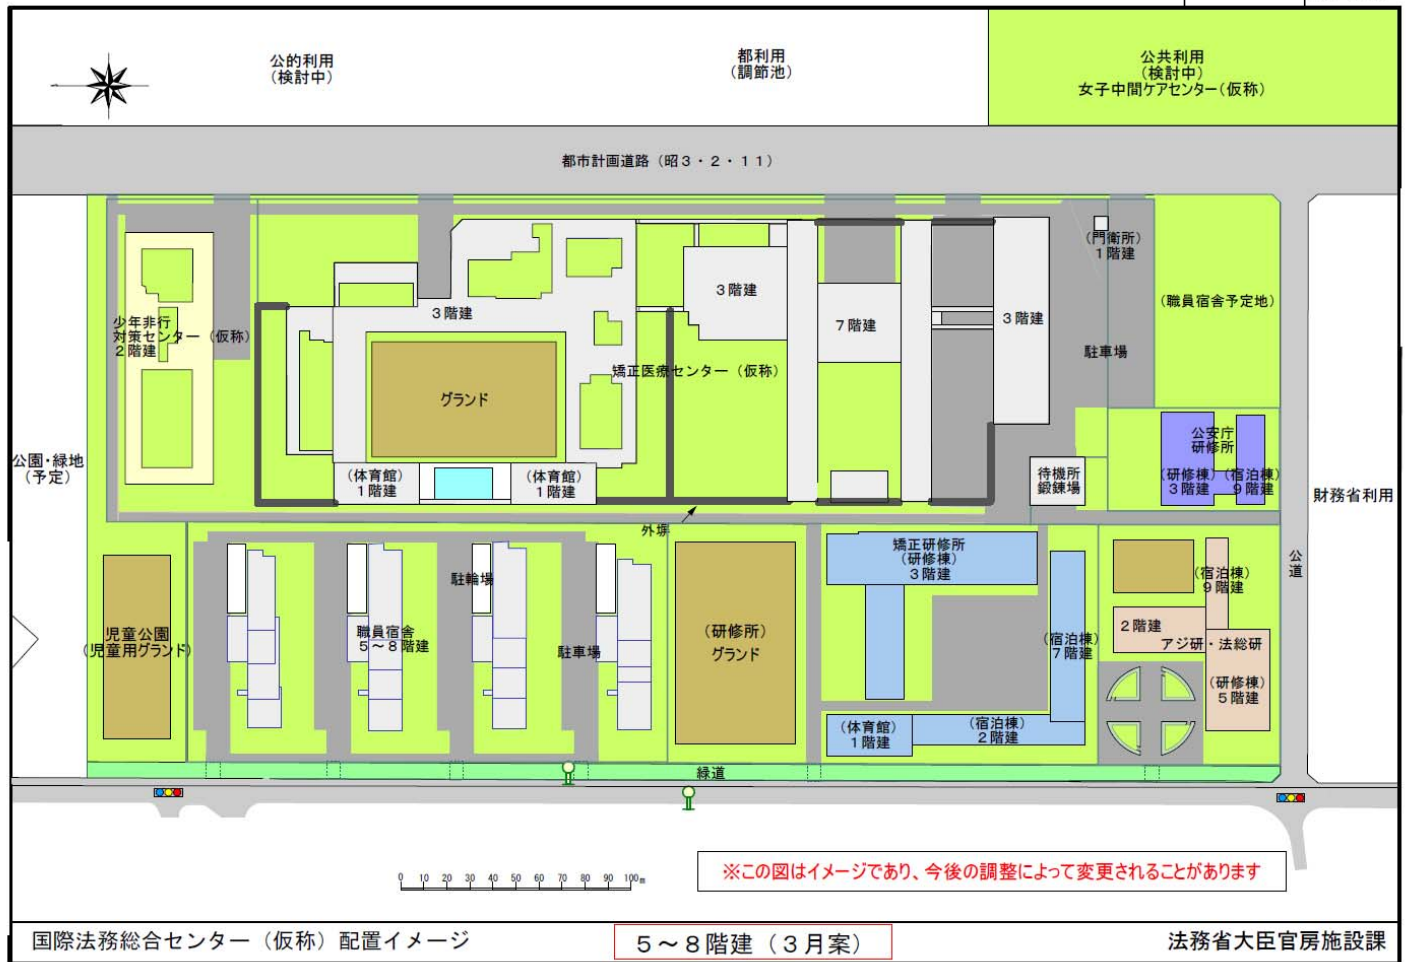 公的利用
(検討中)
都利用
(調節池)
公共利用
(検討中)
女子中間ケアセンター(仮称)
都市計画道路(昭3・2・11)
(門衛所)
1階建
3階建
3階建
7階建
3階建
(職員宿舎予定地)
少年非行
対策センター(仮称)
2階建
駐車場
矯正医療センター(仮称)
グランド
公園・緑地
(予定)
(体育館)
1階建
(体育館)
1階建
待機所
鍛錬場
公安庁
研修所
(研修棟)
3階建
(宿泊棟)
9階建
財務省利用
外塀
公道
児童公園
(児童用グランド)
駐輪場
職員宿舎
5~8階建
駐車場
(研修所)
グランド
矯正研修所
(研修棟)
3階建
(宿泊棟)
7階建
(宿泊棟)
9階建
2階建
アジ研・法総研
(研修棟)
5階建
(体育館)
1階建
(宿泊棟)
2階建
緑道
0 10 20 30 40 50 60 70 80 90 100m
※この図はイメージであり、今後の調整によって変更されることがあります
国際法務総合センター(仮称)配置イメージ
5~8階建(3月案)
法務省大臣官房施設課